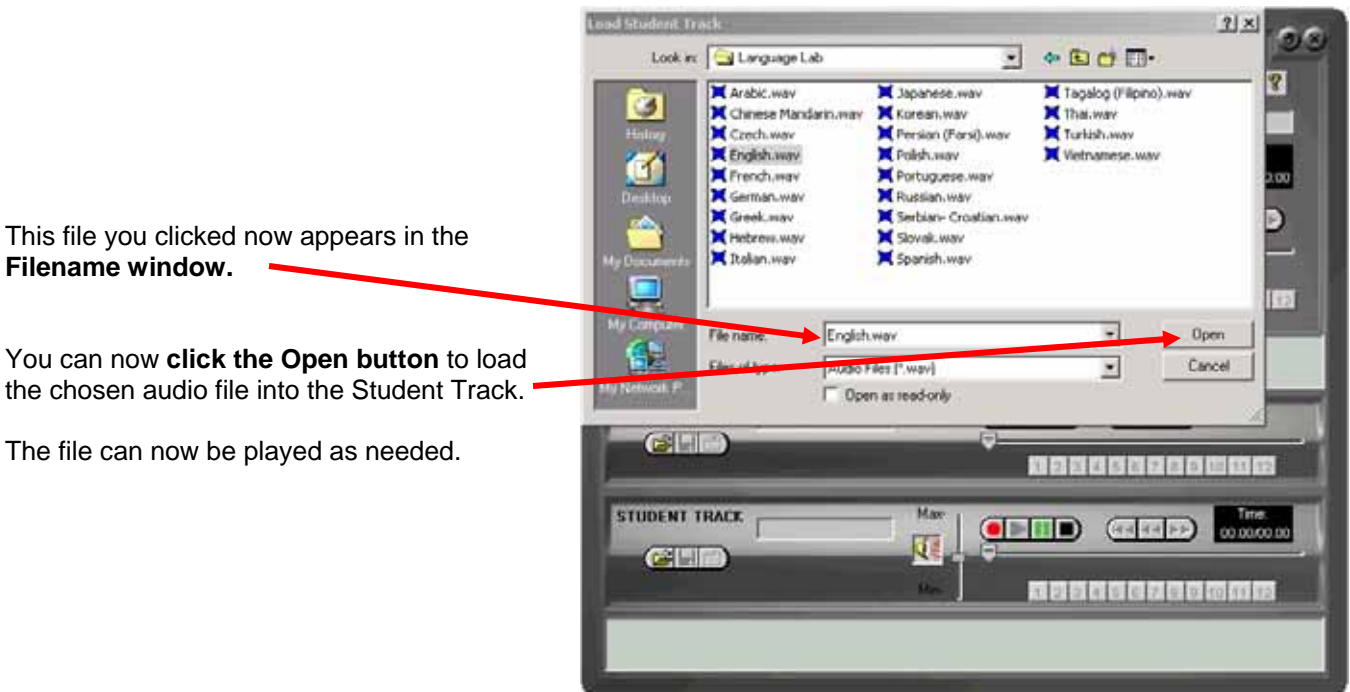 This file you clicked now appears in the
Filename window.
You can now click the Open button to load
the chosen audio file into the Student Track.
The file can now be played as needed.
Load Student Track
Look in:
Language Lab
History
Desktop
My Documents
My Computer
My Network P...
Arabic.wav
Chinese Mandarin.wav
Czech.wav
English.wav
French.wav
German.wav
Greek.wav
Hebrew.wav
Italian.wav
Japanese.wav
Korean.wav
Persian (Farsi).wav
Polish.wav
Portuguese.wav
Russian.wav
Serbian- Croatian.wav
Slovak.wav
Spanish.wav
Tagalog (Filipino).wav
Thai.wav
Turkish.wav
Vietnamese.wav
File name:
English.wav
Open
Files of type:
Audio Files (*.wav)
Cancel
Open as read-only
1 2 3 4 5 6 7 8 9 10 11 12
STUDENT TRACK
Max
Min
Time:
00:00/00:00
1 2 3 4 5 6 7 8 9 10 11 12